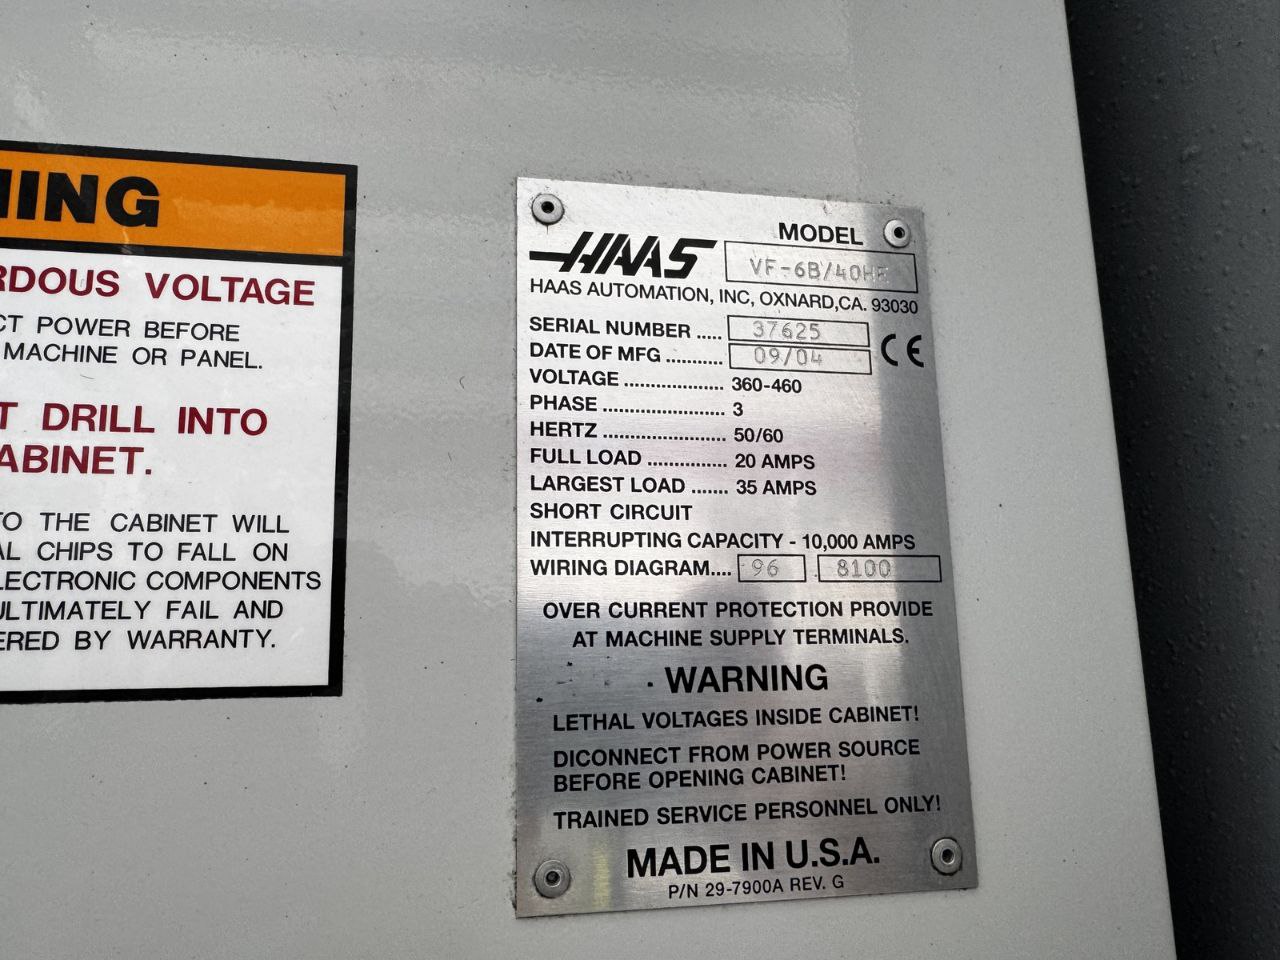 NING
RDOUS VOLTAGE
CT POWER BEFORE
MACHINE OR PANEL.
T DRILL INTO
ABINET.
TO THE CABINET WILL
AL CHIPS TO FALL ON
LECTRONIC COMPONENTS
ULTIMATELY FAIL AND
ERED BY WARRANTY.
HAAS
MODEL
VF-6B/40HE
HAAS AUTOMATION, INC, OXNARD,CA. 93030
SERIAL NUMBER ..... 37625
DATE OF MFG ........... 09/04
CE
VOLTAGE ................... 360-460
PHASE ....................... 3
HERTZ ....................... 50/60
FULL LOAD ............... 20 AMPS
LARGEST LOAD ....... 35 AMPS
SHORT CIRCUIT
INTERRUPTING CAPACITY - 10,000 AMPS
WIRING DIAGRAM.... 96 8100
OVER CURRENT PROTECTION PROVIDE
AT MACHINE SUPPLY TERMINALS.
WARNING
LETHAL VOLTAGES INSIDE CABINET!
DICONNECT FROM POWER SOURCE
BEFORE OPENING CABINET!
TRAINED SERVICE PERSONNEL ONLY!
MADE IN U.S.A.
P/N 29-7900A REV. G